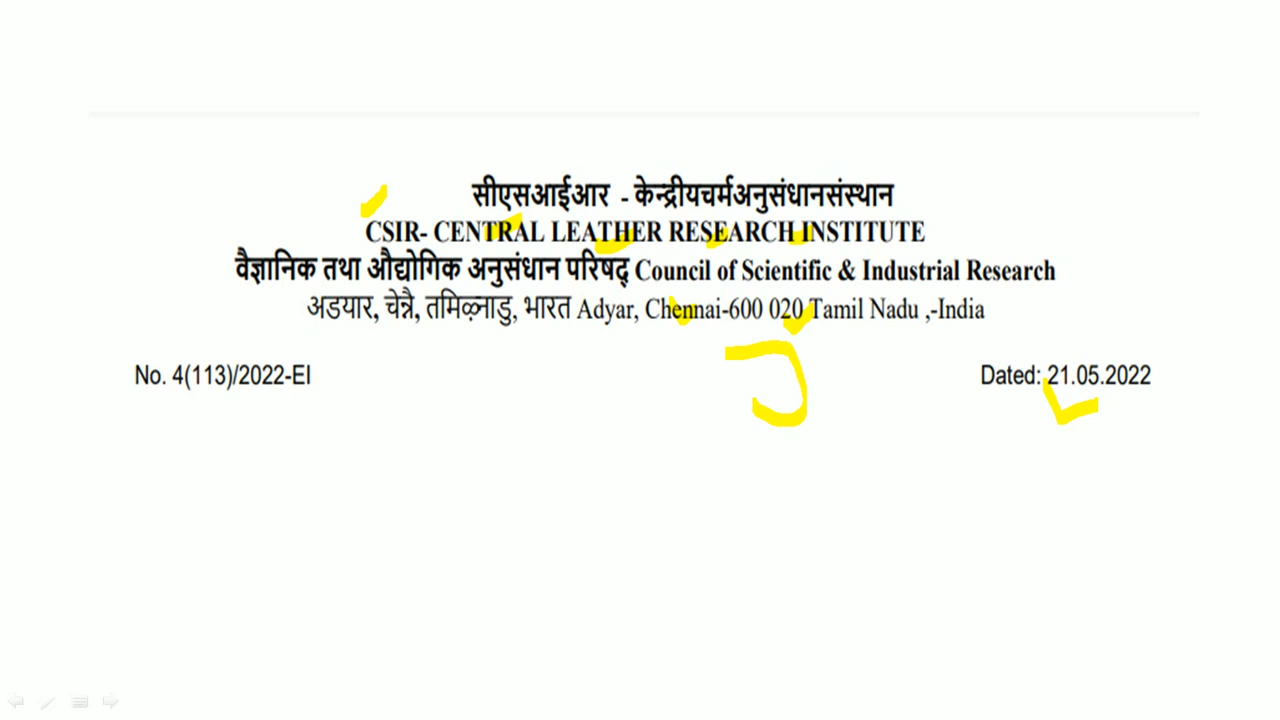 सीएसआईआर - केन्द्रीयचर्मअनुसंधानसंस्थान
CSIR- CENTRAL LEATHER RESEARCH INSTITUTE
वैज्ञानिक तथा औद्योगिक अनुसंधान परिषद् Council of Scientific & Industrial Research
अडयार, चेन्नै, तमिऴ्नाडु, भारत Adyar, Chennai-600 020 Tamil Nadu ,-India
No. 4(113)/2022-EI Dated: 21.05.2022